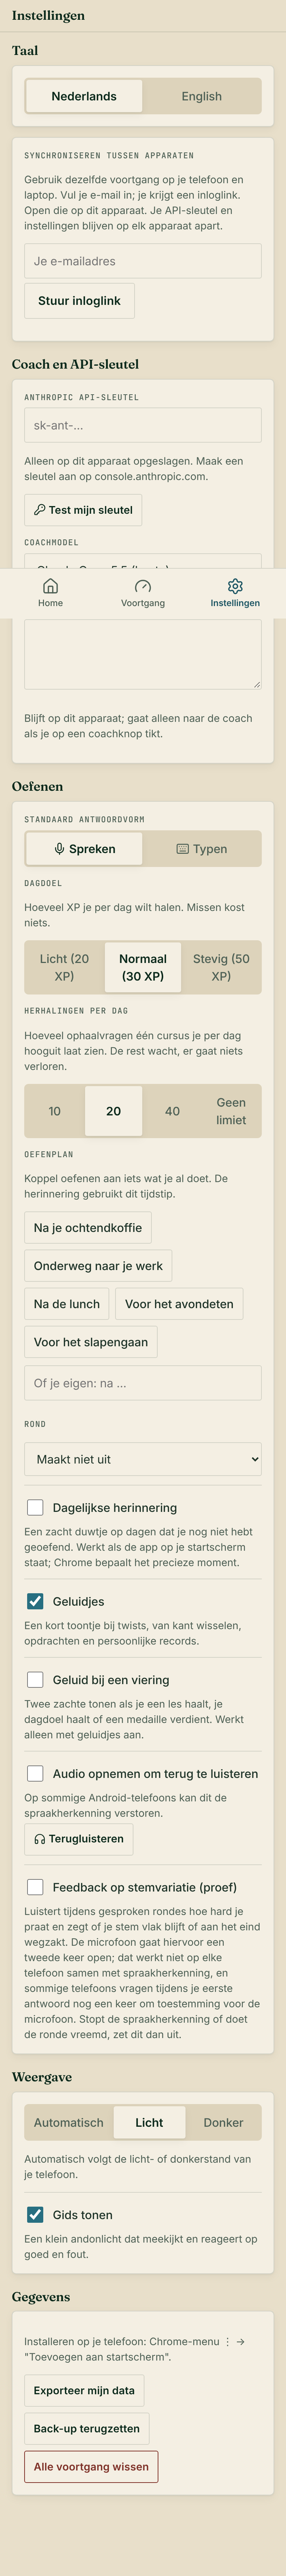 Instellingen
Taal
Nederlands
English
SYNCHRONISEREN TUSSEN APPARATEN
Gebruik dezelfde voortgang op je telefoon en
laptop. Vul je e-mail in; je krijgt een inloglink.
Open die op dit apparaat. Je API-sleutel en
instellingen blijven op elk apparaat apart.
Je e-mailadres
Stuur inloglink
Coach en API-sleutel
ANTHROPIC API-SLEUTEL
sk-ant-...
Alleen op dit apparaat opgeslagen. Maak een
sleutel aan op console.anthropic.com.
Test mijn sleutel
COACHMODEL
Home
Voortgang
Instellingen
Blijft op dit apparaat; gaat alleen naar de coach
als je op een coachknop tikt.
Oefenen
STANDAARD ANTWOORDVORM
Spreken
Typen
DAGDOEL
Hoeveel XP je per dag wilt halen. Missen kost
niets.
Licht (20
XP)
Normaal
(30 XP)
Stevig (50
XP)
HERHALINGEN PER DAG
Hoeveel ophaalvragen één cursus je per dag
hooguit laat zien. De rest wacht, er gaat niets
verloren.
10
20
40
Geen
limiet
OEFENPLAN
Koppel oefenen aan iets wat je al doet. De
herinnering gebruikt dit tijdstip.
Na je ochtendkoffie
Onderweg naar je werk
Na de lunch
Voor het avondeten
Voor het slapengaan
Of je eigen: na ...
ROND
Maakt niet uit
Dagelijkse herinnering
Een zacht duwtje op dagen dat je nog niet hebt
geoefend. Werkt als de app op je startscherm
staat; Chrome bepaalt het precieze moment.
Geluidjes
Een kort toontje bij twists, van kant wisselen,
opdrachten en persoonlijke records.
Geluid bij een viering
Twee zachte tonen als je een les haalt, je
dagdoel haalt of een medaille verdient. Werkt
alleen met geluidjes aan.
Audio opnemen om terug te luisteren
Op sommige Android-telefoons kan dit de
spraakherkenning verstoren.
Terugluisteren
Feedback op stemvariatie (proef)
Luistert tijdens gesproken rondes hoe hard je
praat en zegt of je stem vlak blijft of aan het eind
wegzakt. De microfoon gaat hiervoor een
tweede keer open; dat werkt niet op elke
telefoon samen met spraakherkenning, en
sommige telefoons vragen tijdens je eerste
antwoord nog een keer om toestemming voor de
microfoon. Stopt de spraakherkenning of doet
de ronde vreemd, zet dit dan uit.
Weergave
Automatisch
Licht
Donker
Automatisch volgt de licht- of donkerstand van
je telefoon.
Gids tonen
Een klein andonlicht dat meekijkt en reageert op
goed en fout.
Gegevens
Installeren op je telefoon: Chrome-menu ⋮ →
"Toevoegen aan startscherm".
Exporteer mijn data
Back-up terugzetten
Alle voortgang wissen